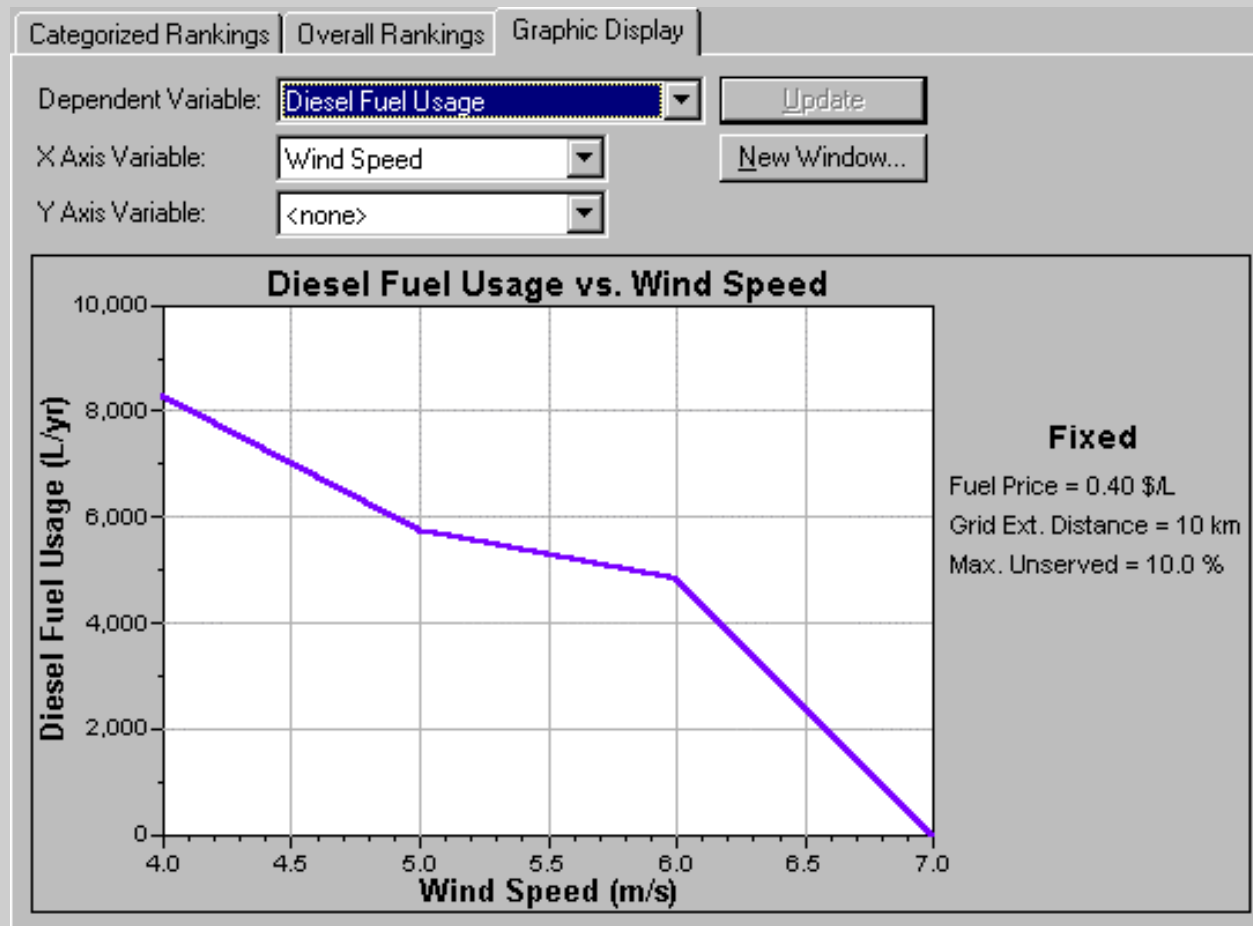 Categorized Rankings
Overall Rankings
Graphic Display
Dependent Variable:
Diesel Fuel Usage
Update
X Axis Variable:
Wind Speed
New Window...
Y Axis Variable:
<none>
Diesel Fuel Usage vs. Wind Speed
10,000
8,000
6,000
4,000
2,000
0
Diesel Fuel Usage (L/yr)
4.0
4.5
5.0
5.5
6.0
6.5
7.0
Wind Speed (m/s)
Fixed
Fuel Price = 0.40 $/L
Grid Ext. Distance = 10 km
Max. Unserved = 10.0 %